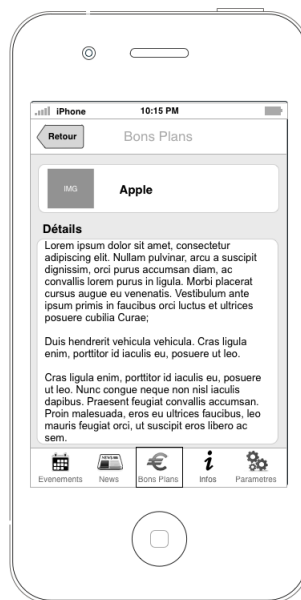 iPhone 10:15 PM
Retour Bons Plans
IMG Apple
Détails
Lorem ipsum dolor sit amet, consectetur
adipiscing elit. Nullam pulvinar, arcu a suscipit
dignissim, orci purus accumsan diam, ac
convallis lorem purus in ligula. Morbi placerat
cursus augue eu venenatis. Vestibulum ante
ipsum primis in faucibus orci luctus et ultrices
posuere cubilia Curae;
Duis hendrerit vehicula vehicula. Cras ligula
enim, porttitor id iaculis eu, posuere ut leo.
Cras ligula enim, porttitor id iaculis eu, posuere
ut leo. Nunc congue neque non nisl iaculis
dapibus. Praesent feugiat convallis accumsan.
Proin malesuada, eros eu ultrices faucibus, leo
mauris feugiat orci, ut suscipit eros libero ac
sem.
Evenements News Bons Plans Infos Parametres